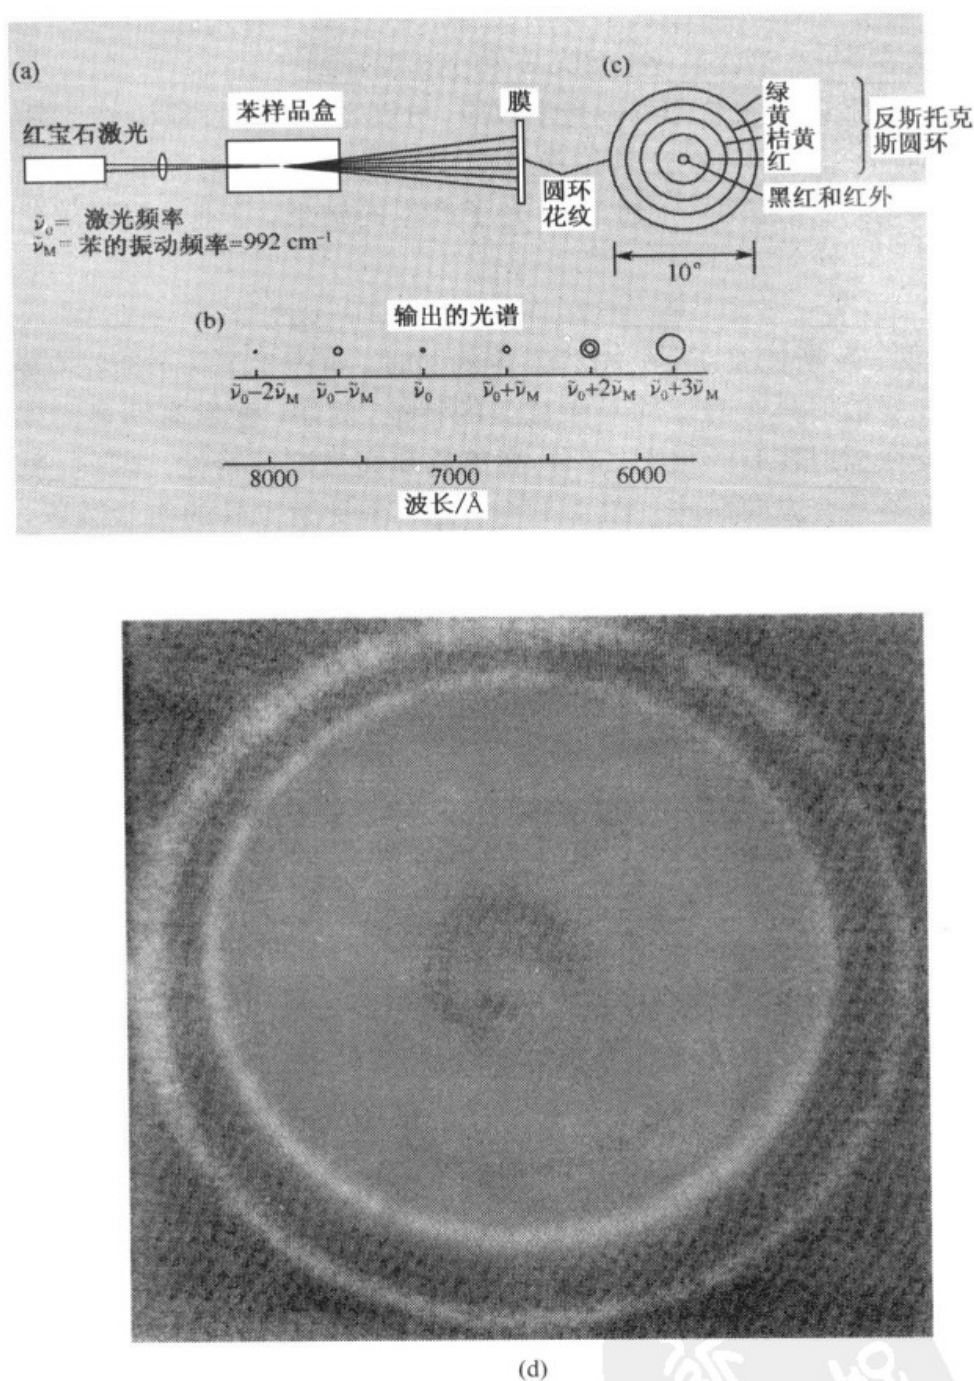 (a)
(c)
苯样品盒
膜
红宝石激光
绿
黄
桔黄
红
反斯托克
斯圆环
圆环
花纹
黑红和红外
ν̃₀= 激光频率
ν̃M= 苯的振动频率=992 cm⁻¹
10°
(b)
输出的光谱
ν̃₀−2ν̃M ν̃₀−ν̃M ν̃₀ ν̃₀+ν̃M ν̃₀+2ν̃M ν̃₀+3ν̃M
8000 7000 6000
波长/Å
(d)